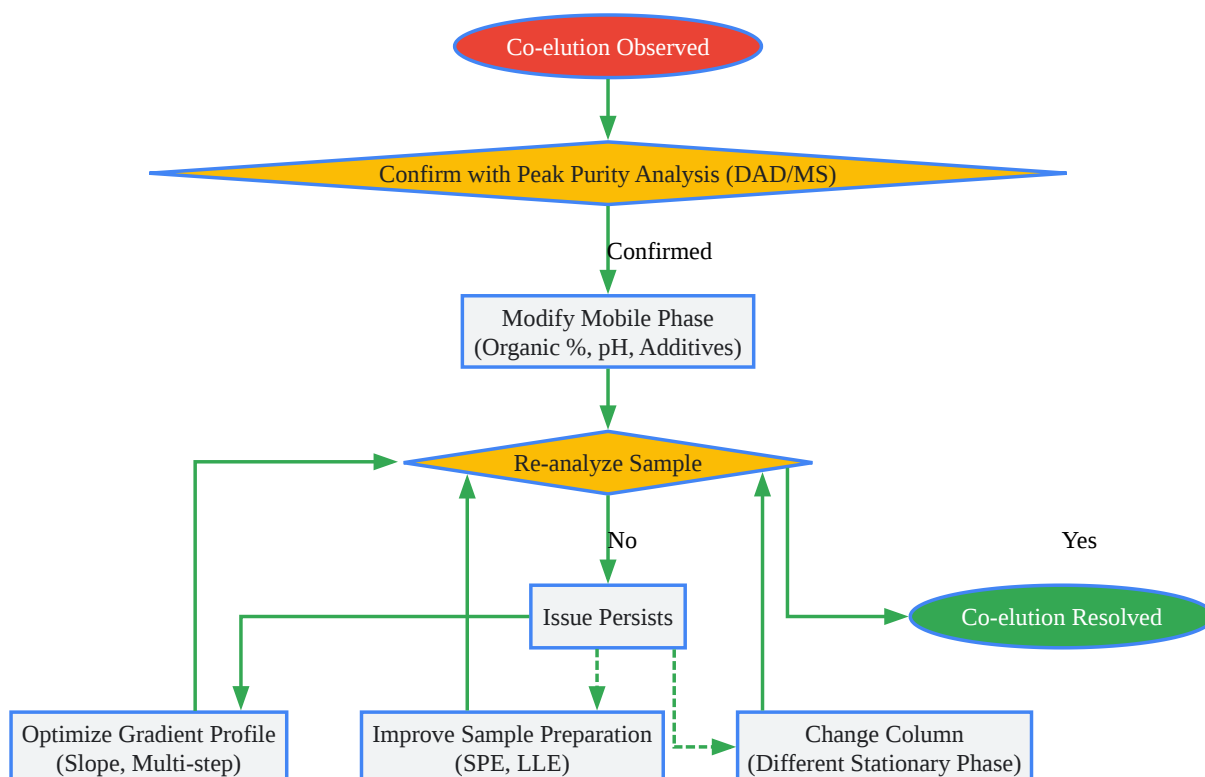 Co-elution Observed
Confirm with Peak Purity Analysis (DAD/MS)
Confirmed
Modify Mobile Phase
(Organic %, pH, Additives)
Re-analyze Sample
No
Yes
Issue Persists
Co-elution Resolved
Optimize Gradient Profile
(Slope, Multi-step)
Improve Sample Preparation
(SPE, LLE)
Change Column
(Different Stationary Phase)